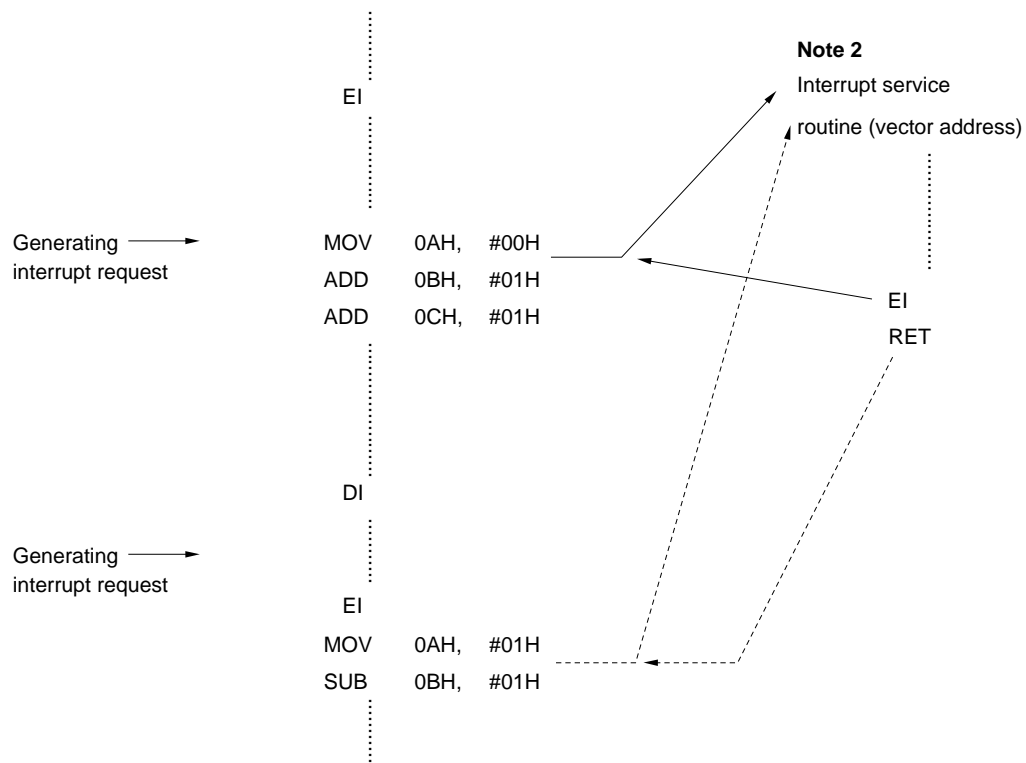 Note 2
Interrupt service
routine (vector address)
EI
Generating
interrupt request
MOV 0AH, #00H
ADD 0BH, #01H
ADD 0CH, #01H
EI
RET
DI
Generating
interrupt request
EI
MOV 0AH, #01H
SUB 0BH, #01H